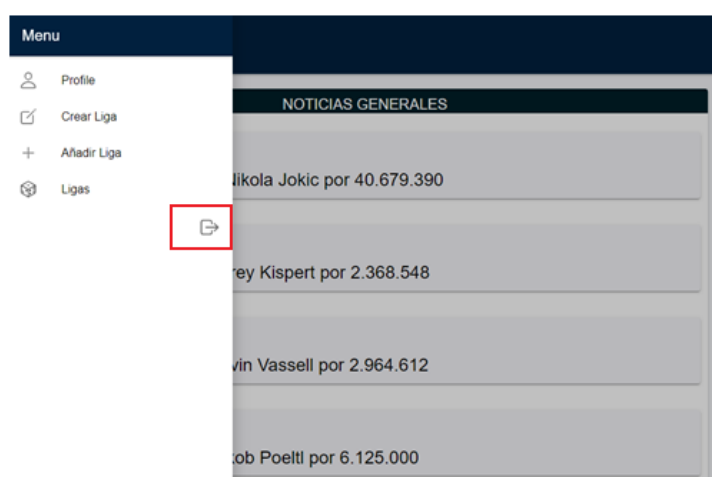 Menu
Profile
Crear Liga
Añadir Liga
Ligas
NOTICIAS GENERALES
Nikola Jokic por 40.679.390
rey Kispert por 2.368.548
vin Vassell por 2.964.612
kob Poeltl por 6.125.000